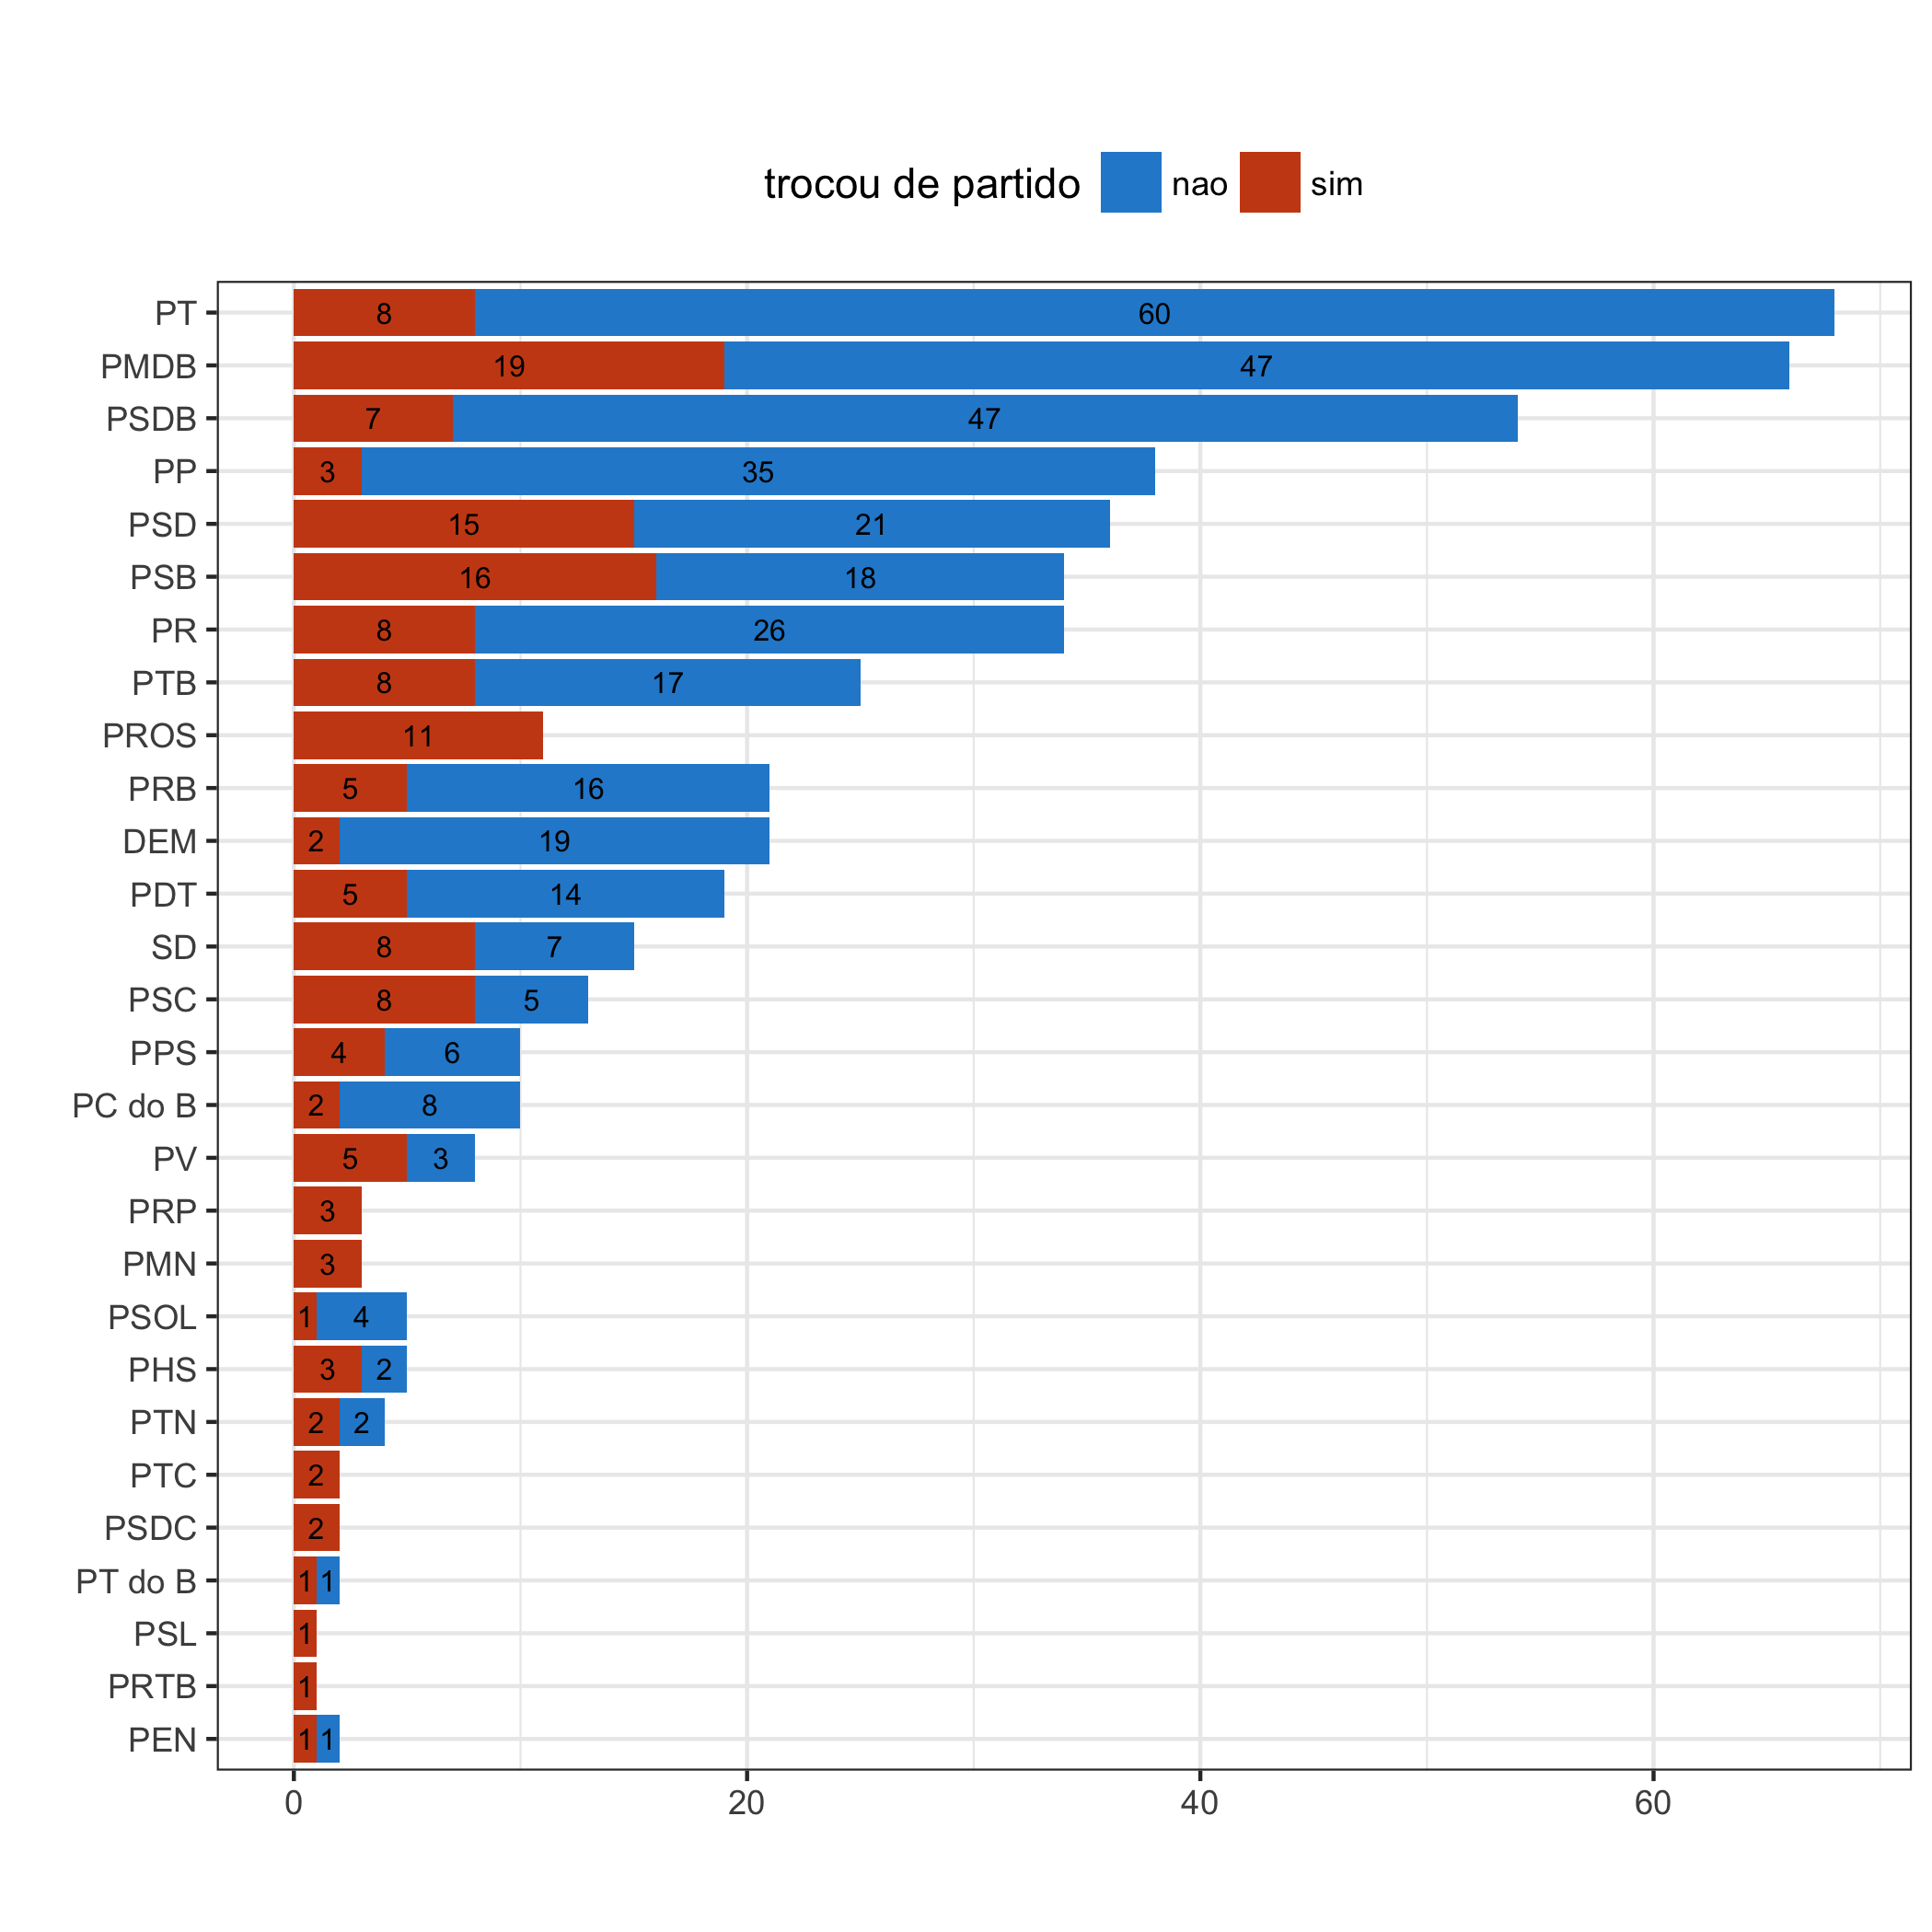 trocou de partido nao sim
PT 8 60
PMDB 19 47
PSDB 7 47
PP 3 35
PSD 15 21
PSB 16 18
PR 8 26
PTB 8 17
PROS 11
PRB 5 16
DEM 2 19
PDT 5 14
SD 8 7
PSC 8 5
PPS 4 6
PC do B 2 8
PV 5 3
PRP 3
PMN 3
PSOL 1 4
PHS 3 2
PTN 2 2
PTC 2
PSDC 2
PT do B 1 1
PSL 1
PRTB 1
PEN 1 1
0 20 40 60